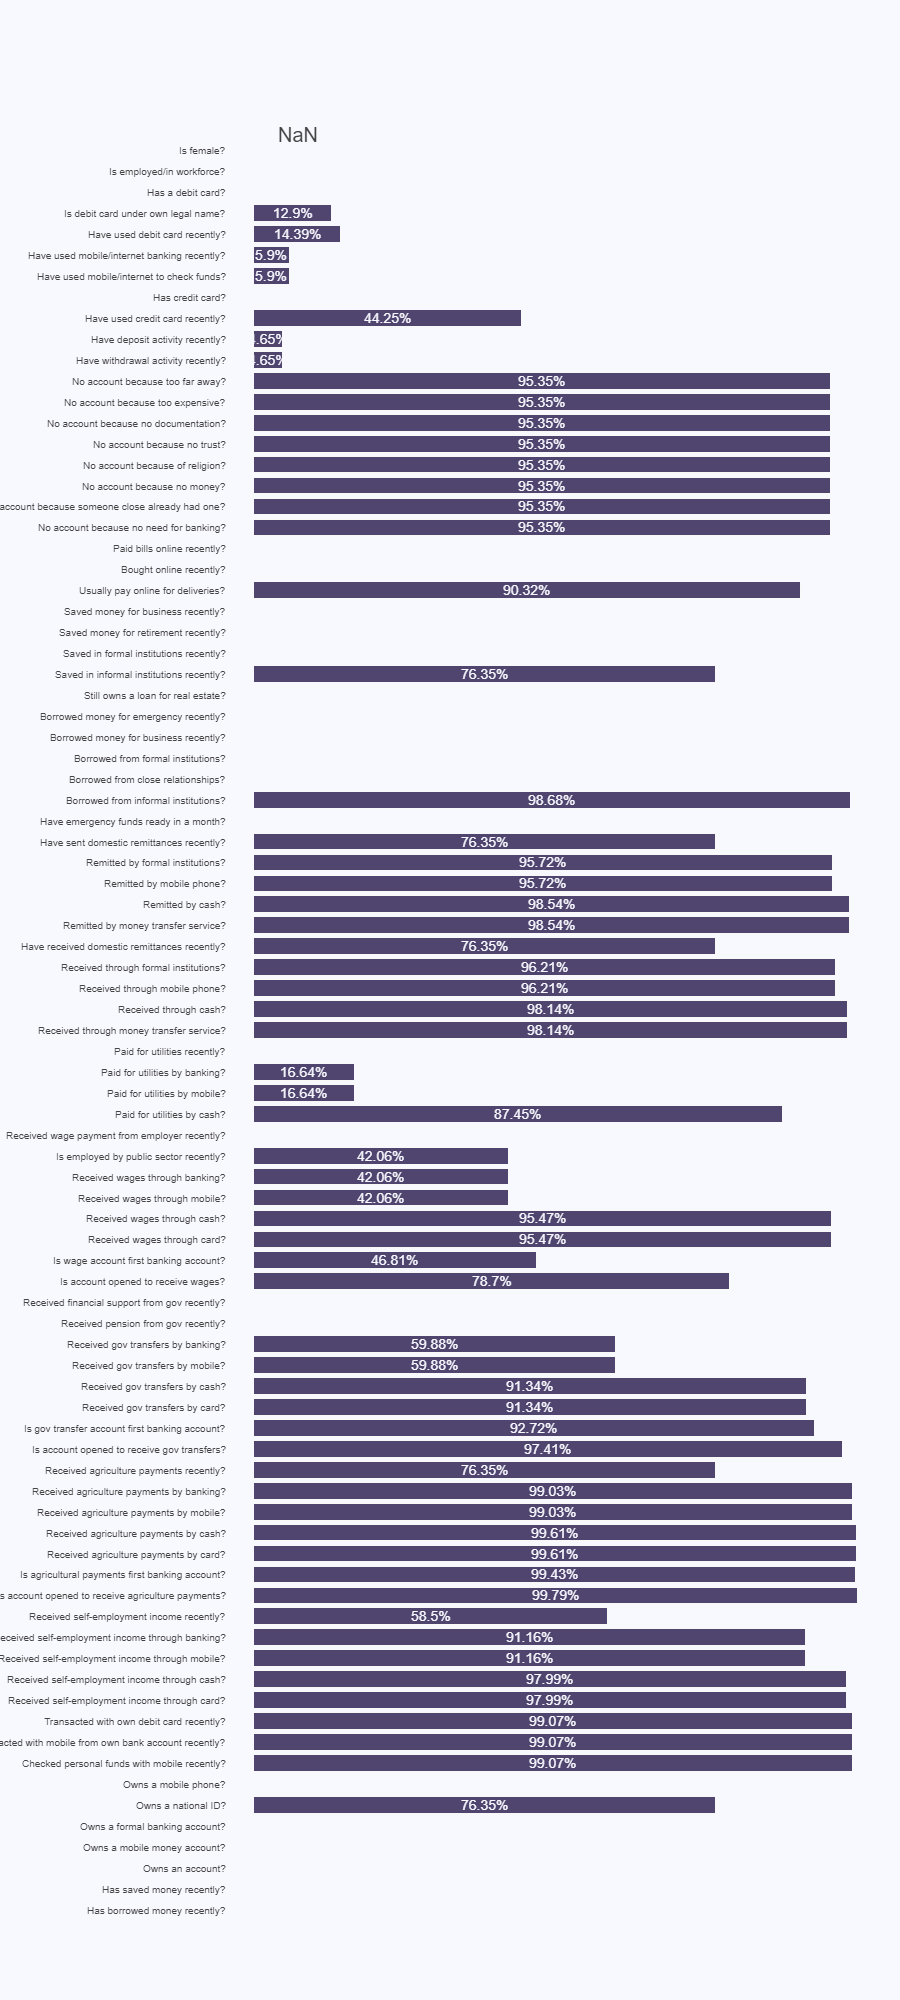 NaN
Is female?
Is employed/in workforce?
Has a debit card?
Is debit card under own legal name? 12.9%
Have used debit card recently? 14.39%
Have used mobile/internet banking recently? 5.9%
Have used mobile/internet to check funds? 5.9%
Has credit card?
Have used credit card recently? 44.25%
Have deposit activity recently? .65%
Have withdrawal activity recently? .65%
No account because too far away? 95.35%
No account because too expensive? 95.35%
No account because no documentation? 95.35%
No account because no trust? 95.35%
No account because of religion? 95.35%
No account because no money? 95.35%
account because someone close already had one? 95.35%
No account because no need for banking? 95.35%
Paid bills online recently?
Bought online recently?
Usually pay online for deliveries? 90.32%
Saved money for business recently?
Saved money for retirement recently?
Saved in formal institutions recently?
Saved in informal institutions recently? 76.35%
Still owns a loan for real estate?
Borrowed money for emergency recently?
Borrowed money for business recently?
Borrowed from formal institutions?
Borrowed from close relationships?
Borrowed from informal institutions? 98.68%
Have emergency funds ready in a month?
Have sent domestic remittances recently? 76.35%
Remitted by formal institutions? 95.72%
Remitted by mobile phone? 95.72%
Remitted by cash? 98.54%
Remitted by money transfer service? 98.54%
Have received domestic remittances recently? 76.35%
Received through formal institutions? 96.21%
Received through mobile phone? 96.21%
Received through cash? 98.14%
Received through money transfer service? 98.14%
Paid for utilities recently?
Paid for utilities by banking? 16.64%
Paid for utilities by mobile? 16.64%
Paid for utilities by cash? 87.45%
Received wage payment from employer recently?
Is employed by public sector recently? 42.06%
Received wages through banking? 42.06%
Received wages through mobile? 42.06%
Received wages through cash? 95.47%
Received wages through card? 95.47%
Is wage account first banking account? 46.81%
Is account opened to receive wages? 78.7%
Received financial support from gov recently?
Received pension from gov recently?
Received gov transfers by banking? 59.88%
Received gov transfers by mobile? 59.88%
Received gov transfers by cash? 91.34%
Received gov transfers by card? 91.34%
Is gov transfer account first banking account? 92.72%
Is account opened to receive gov transfers? 97.41%
Received agriculture payments recently? 76.35%
Received agriculture payments by banking? 99.03%
Received agriculture payments by mobile? 99.03%
Received agriculture payments by cash? 99.61%
Received agriculture payments by card? 99.61%
Is agricultural payments first banking account? 99.43%
s account opened to receive agriculture payments? 99.79%
Received self-employment income recently? 58.5%
eceived self-employment income through banking? 91.16%
Received self-employment income through mobile? 91.16%
Received self-employment income through cash? 97.99%
Received self-employment income through card? 97.99%
Transacted with own debit card recently? 99.07%
acted with mobile from own bank account recently? 99.07%
Checked personal funds with mobile recently? 99.07%
Owns a mobile phone?
Owns a national ID? 76.35%
Owns a formal banking account?
Owns a mobile money account?
Owns an account?
Has saved money recently?
Has borrowed money recently?